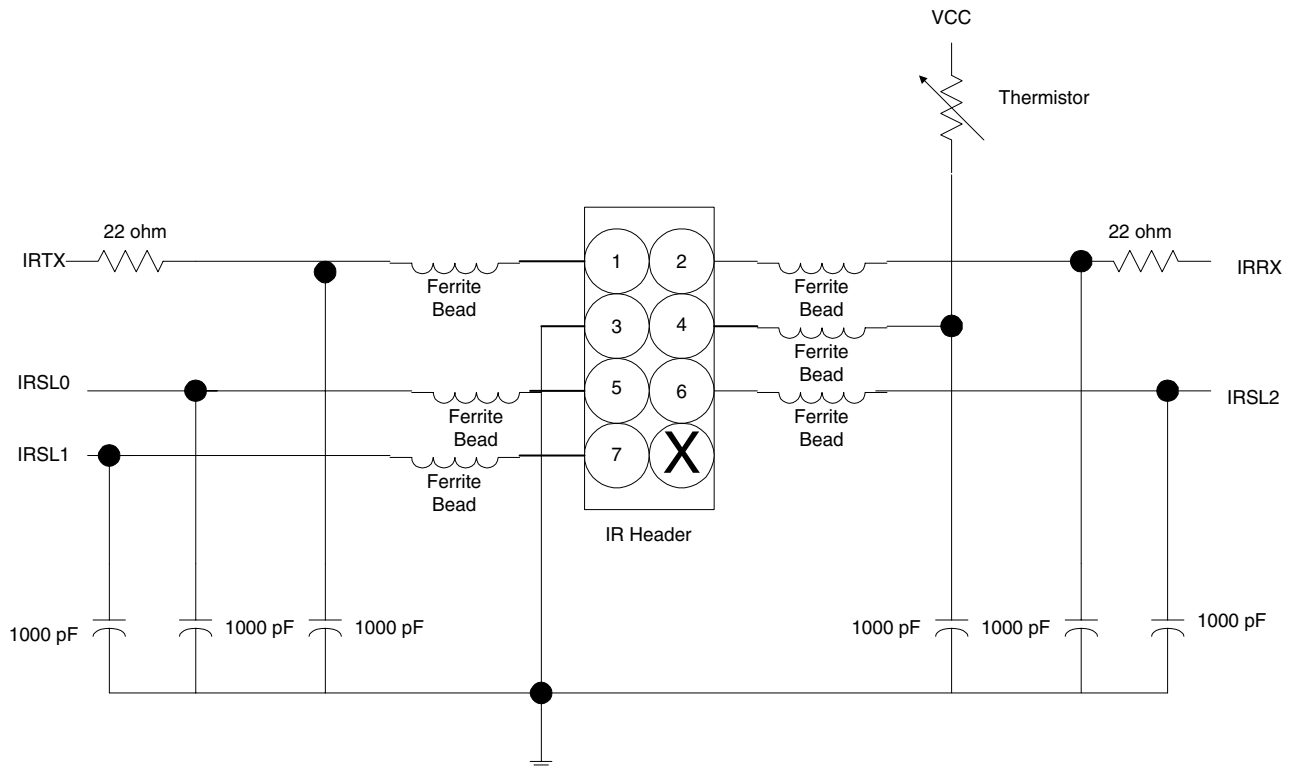 VCC
Thermistor
22 ohm
22 ohm
IRTX
1
2
IRRX
Ferrite
Bead
Ferrite
Bead
3
4
Ferrite
Bead
IRSL0
5
6
IRSL2
Ferrite
Bead
Ferrite
Bead
IRSL1
7
X
Ferrite
Bead
IR Header
1000 pF
1000 pF
1000 pF
1000 pF
1000 pF
1000 pF